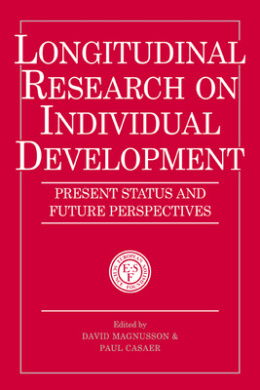 LONGITUDINAL
RESEARCH ON
INDIVIDUAL
DEVELOPMENT
PRESENT STATUS AND
FUTURE PERSPECTIVES
E·S
F
Edited by
DAVID MAGNUSSON &
PAUL CASAER